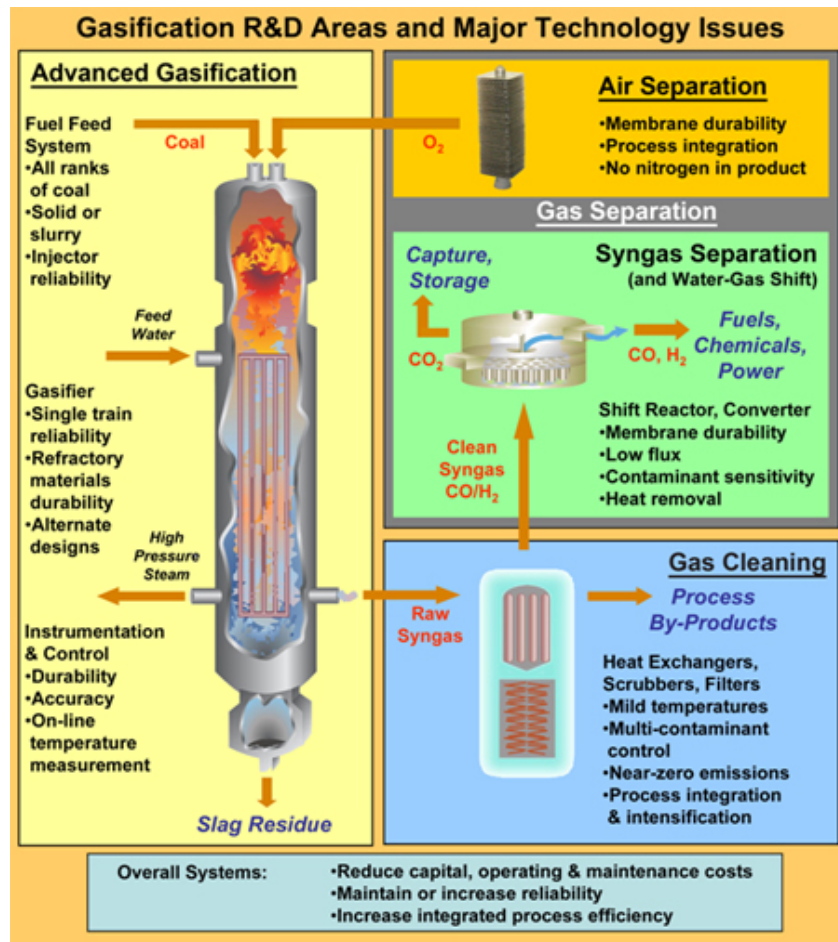 Gasification R&D Areas and Major Technology Issues
Advanced Gasification
Fuel Feed
System
•All ranks
of coal
•Solid or
slurry
•Injector
reliability
Coal
O₂
Feed
Water
Gasifier
•Single train
reliability
•Refractory
materials
durability
•Alternate
designs
High
Pressure
Steam
Instrumentation
& Control
•Durability
•Accuracy
•On-line
temperature
measurement
Slag Residue
Air Separation
•Membrane durability
•Process integration
•No nitrogen in product
Gas Separation
Syngas Separation
(and Water-Gas Shift)
Capture,
Storage
CO₂
CO, H₂
Fuels,
Chemicals,
Power
Clean
Syngas
CO/H₂
Shift Reactor, Converter
•Membrane durability
•Low flux
•Contaminant sensitivity
•Heat removal
Raw
Syngas
Gas Cleaning
Process
By-Products
Heat Exchangers,
Scrubbers, Filters
•Mild temperatures
•Multi-contaminant
control
•Near-zero emissions
•Process integration
& intensification
Overall Systems:
•Reduce capital, operating & maintenance costs
•Maintain or increase reliability
•Increase integrated process efficiency